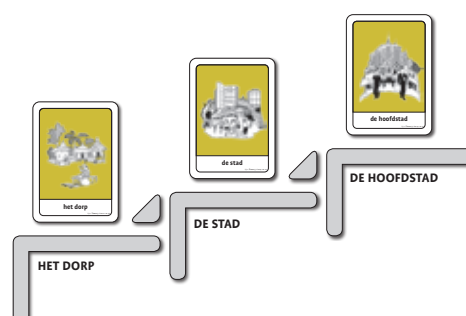 de hoofdstad
de stad
DE HOOFDSTAD
het dorp
DE STAD
HET DORP